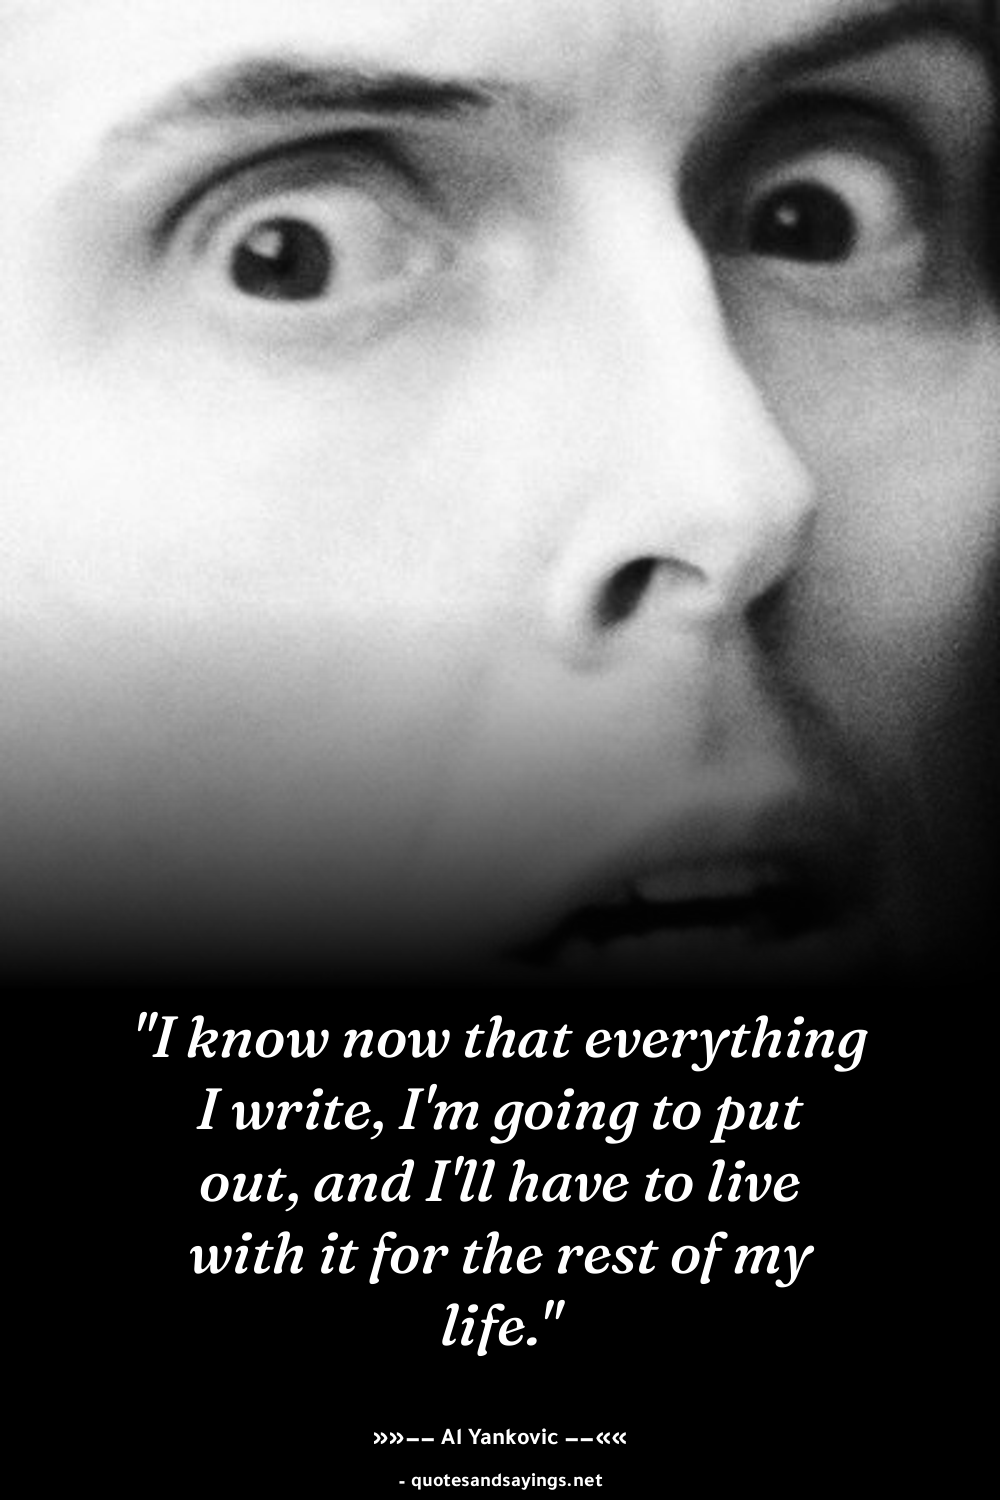 "I know now that everything
I write, I'm going to put
out, and I'll have to live
with it for the rest of my
life."
»»–– Al Yankovic ––««
- quotesandsayings.net